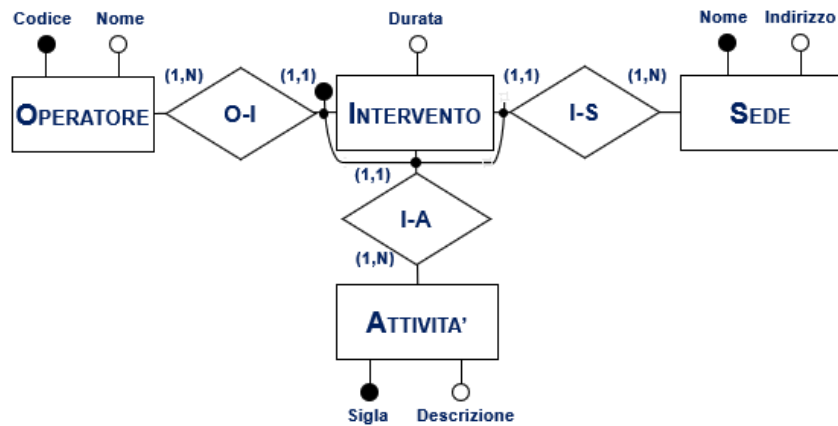 Codice Nome
Durata
Nome Indirizzo
(1,N) (1,1) (1,1) (1,N)
OPERATORE O-I INTERVENTO I-S SEDE
(1,1)
I-A
(1,N)
ATTIVITA'
Sigla Descrizione